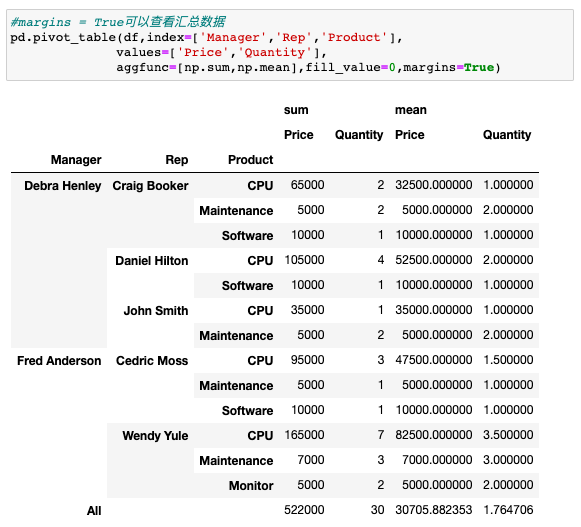 #margins = True可以查看汇总数据
pd.pivot_table(df,index=['Manager','Rep','Product'],
values=['Price','Quantity'],
aggfunc=[np.sum,np.mean],fill_value=0,margins=True)
sum mean
Price Quantity Price Quantity
Manager Rep Product
Debra Henley Craig Booker CPU 65000 2 32500.000000 1.000000
Maintenance 5000 2 5000.000000 2.000000
Software 10000 1 10000.000000 1.000000
Daniel Hilton CPU 105000 4 52500.000000 2.000000
Software 10000 1 10000.000000 1.000000
John Smith CPU 35000 1 35000.000000 1.000000
Maintenance 5000 2 5000.000000 2.000000
Fred Anderson Cedric Moss CPU 95000 3 47500.000000 1.500000
Maintenance 5000 1 5000.000000 1.000000
Software 10000 1 10000.000000 1.000000
Wendy Yule CPU 165000 7 82500.000000 3.500000
Maintenance 7000 3 7000.000000 3.000000
Monitor 5000 2 5000.000000 2.000000
All 522000 30 30705.882353 1.764706